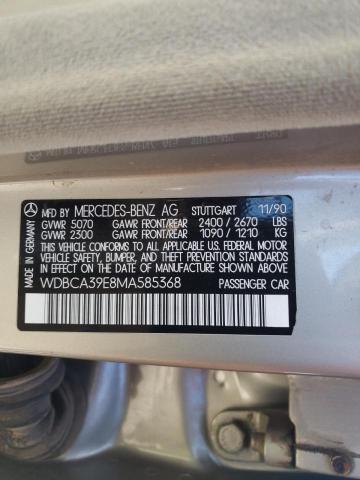 MFD. BY MERCEDES-BENZ AG STUTTGART 11/90
GVWR 5070 GAWR FRONT/REAR 2400 / 2670 LBS
GVWR 2300 GAWR FRONT/REAR 1090 / 1210 KG
THIS VEHICLE CONFORMS TO ALL U.S. FEDERAL MOTOR
VEHICLE SAFETY, BUMPER, AND THEFT PREVENTION
STANDARDS IN EFFECT ON THE DATE OF
MANUFACTURE SHOWN ABOVE.
WDBCA39E8MA585368 PASSENGER CAR
MADE IN GERMANY